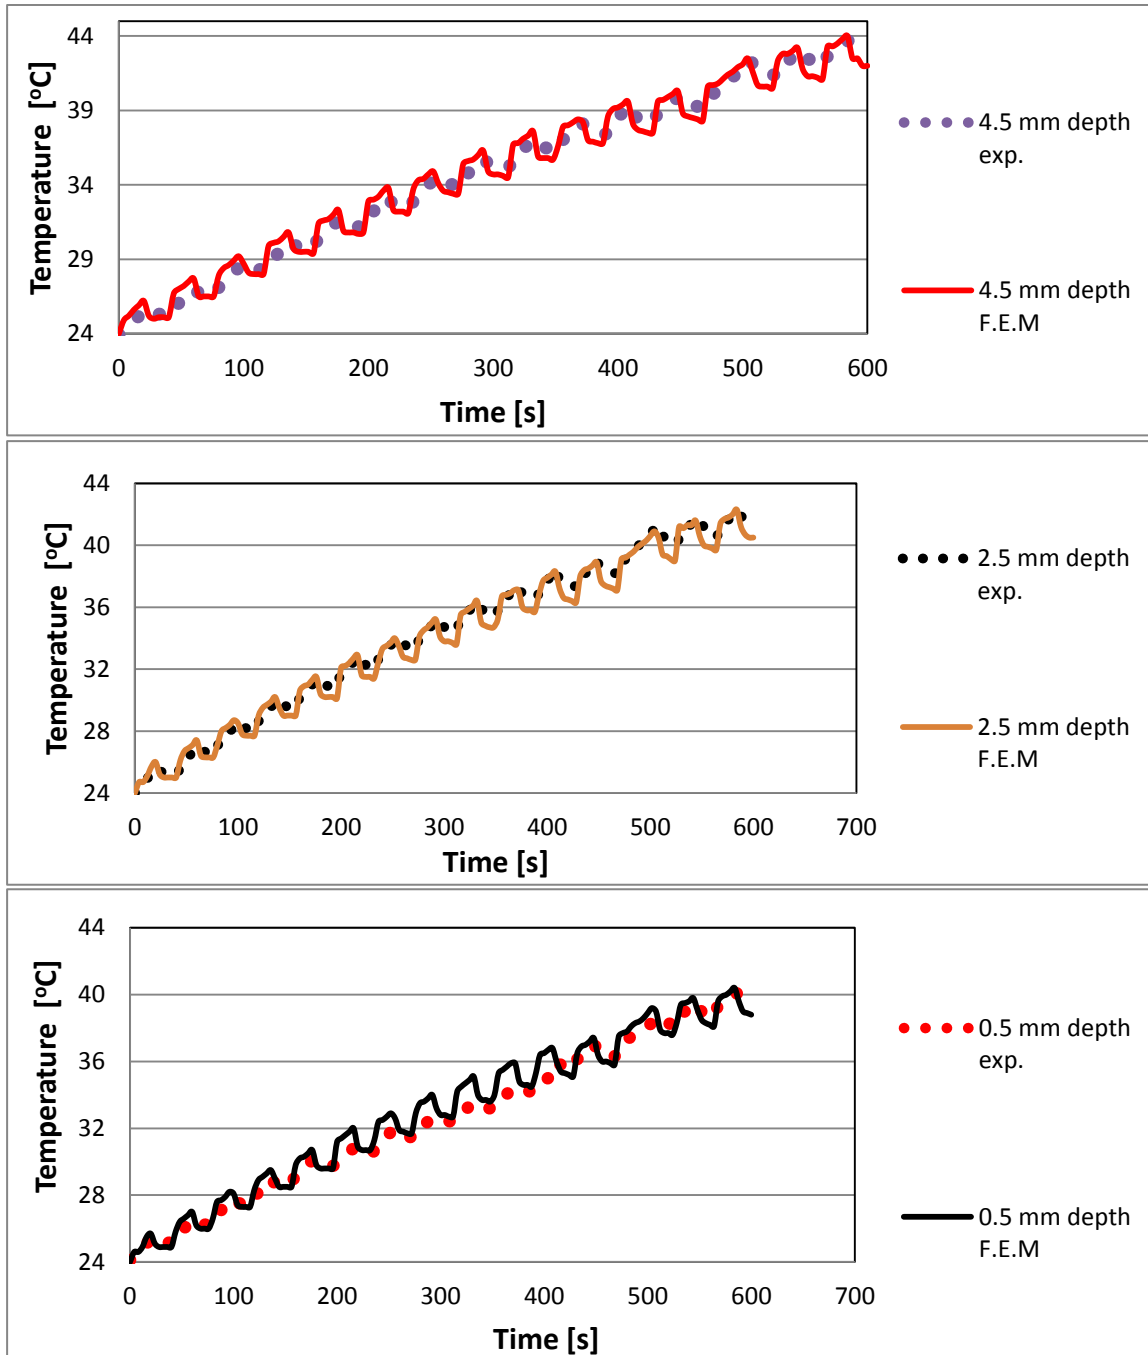 44
39
34
29
24
Temperature [ºC]
0 100 200 300 400 500 600
Time [s]
4.5 mm depth
exp.
4.5 mm depth
F.E.M
44
40
36
32
28
24
Temperature [ºC]
0 100 200 300 400 500 600 700
Time [s]
2.5 mm depth
exp.
2.5 mm depth
F.E.M
44
40
36
32
28
24
Temperature [ºC]
0 100 200 300 400 500 600 700
Time [s]
0.5 mm depth
exp.
0.5 mm depth
F.E.M